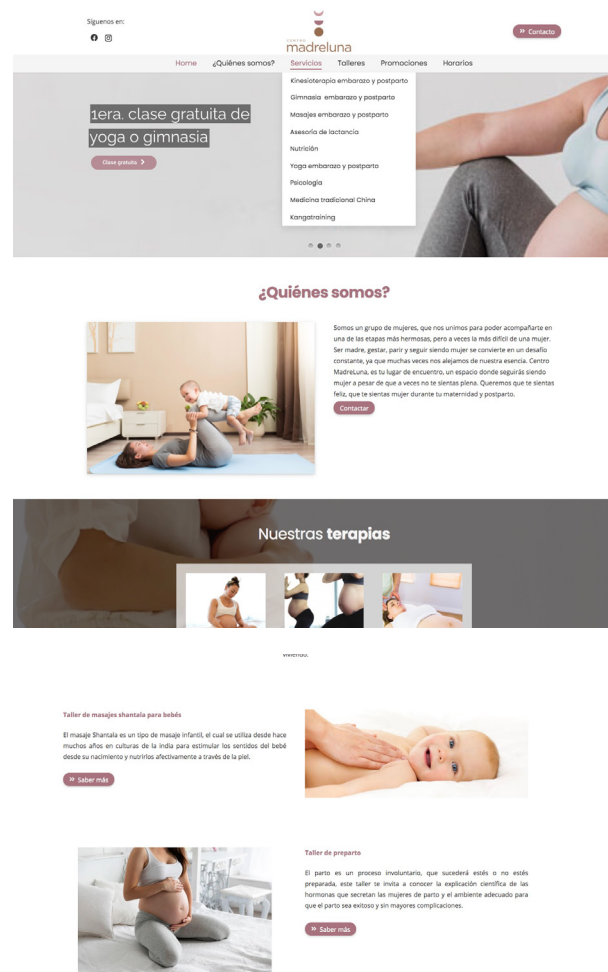 Síguenos en:
CENTRO
madreluna
Contacto
Home ¿Quiénes somos? Servicios Talleres Promociones Horarios
Kinesioterapia embarazo y postparto
Gimnasia embarazo y postparto
Masajes embarazo y postparto
Asesoría de lactancia
Nutrición
Yoga embarazo y postparto
Psicología
Medicina tradicional China
Kangatraining
1era. clase gratuita de
yoga o gimnasia
Clase gratuita
¿Quiénes somos?
Somos un grupo de mujeres, que nos unimos para poder acompañarte en
una de las etapas más hermosas, pero a veces la más difícil de una mujer.
Ser madre, gestar, parir y seguir siendo mujer se convierte en un desafío
constante, ya que muchas veces nos alejamos de nuestra esencia. Centro
MadreLuna, es tu lugar de encuentro, un espacio donde seguirás siendo
mujer a pesar de que a veces no te sientas plena. Queremos que te sientas
feliz, que te sientas mujer durante tu maternidad y postparto.
Contactar
Nuestras terapias
Taller de masajes shantala para bebés
El masaje Shantala es un tipo de masaje infantil, el cual se utiliza desde hace
muchos años en culturas de la india para estimular los sentidos del bebé
desde su nacimiento y nutrirlos afectivamente a través de la piel.
Saber más
Taller de preparto
El parto es un proceso involuntario, que sucederá estés o no estés
preparada, este taller te invita a conocer la explicación científica de las
hormonas que secretan las mujeres de parto y el ambiente adecuado para
que el parto sea exitoso y sin mayores complicaciones.
Saber más